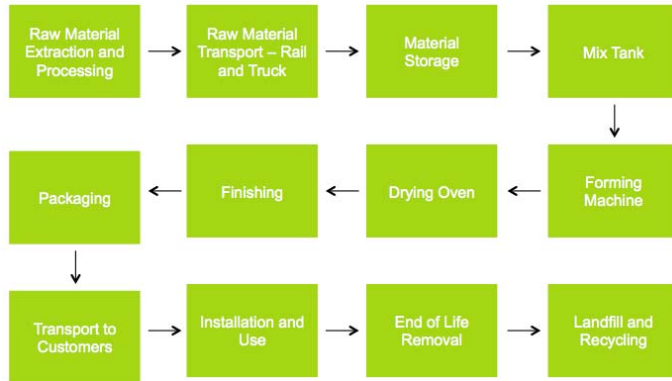 Raw Material
Extraction and
Processing
Raw Material
Transport – Rail
and Truck
Material
Storage
Mix Tank
Forming
Machine
Drying Oven
Finishing
Packaging
Transport to
Customers
Installation and
Use
End of Life
Removal
Landfill and
Recycling